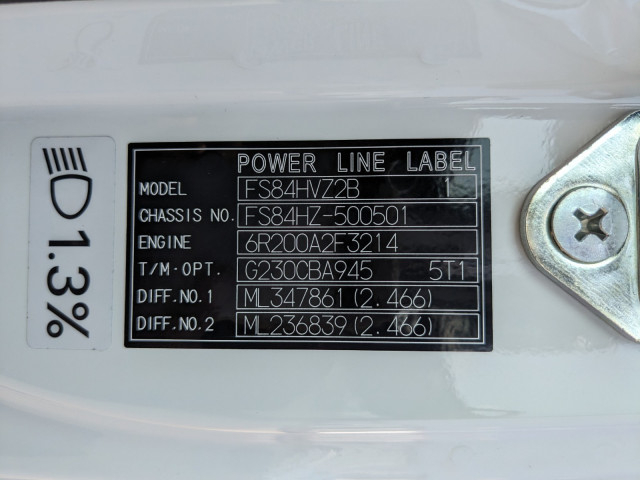 POWER LINE LABEL
MODEL FS84HVZ2B 1
CHASSIS NO. FS84HZ-500501
ENGINE 6R200A2F3214
T/M·OPT. G230CBA945 5T1
DIFF.NO.1 ML347861(2.466)
DIFF.NO.2 ML236839(2.466)
1.3%